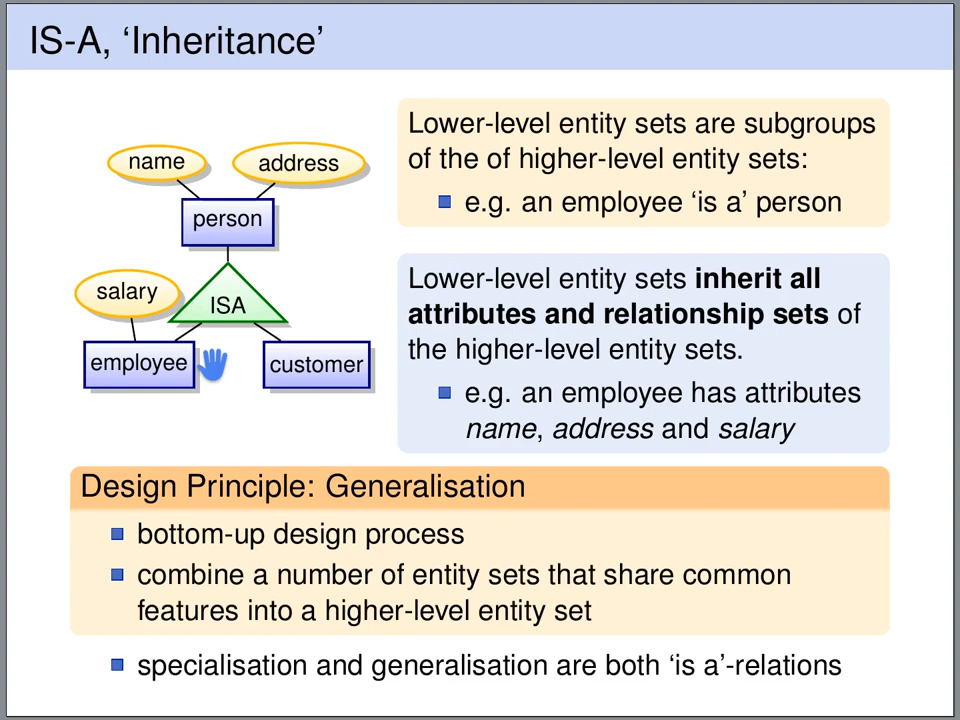 IS-A, ‘Inheritance’
name
address
person
salary
ISA
employee
customer
Lower-level entity sets are subgroups
of the of higher-level entity sets:
e.g. an employee ‘is a’ person
Lower-level entity sets inherit all
attributes and relationship sets of
the higher-level entity sets.
e.g. an employee has attributes
name, address and salary
Design Principle: Generalisation
bottom-up design process
combine a number of entity sets that share common
features into a higher-level entity set
specialisation and generalisation are both ‘is a’-relations